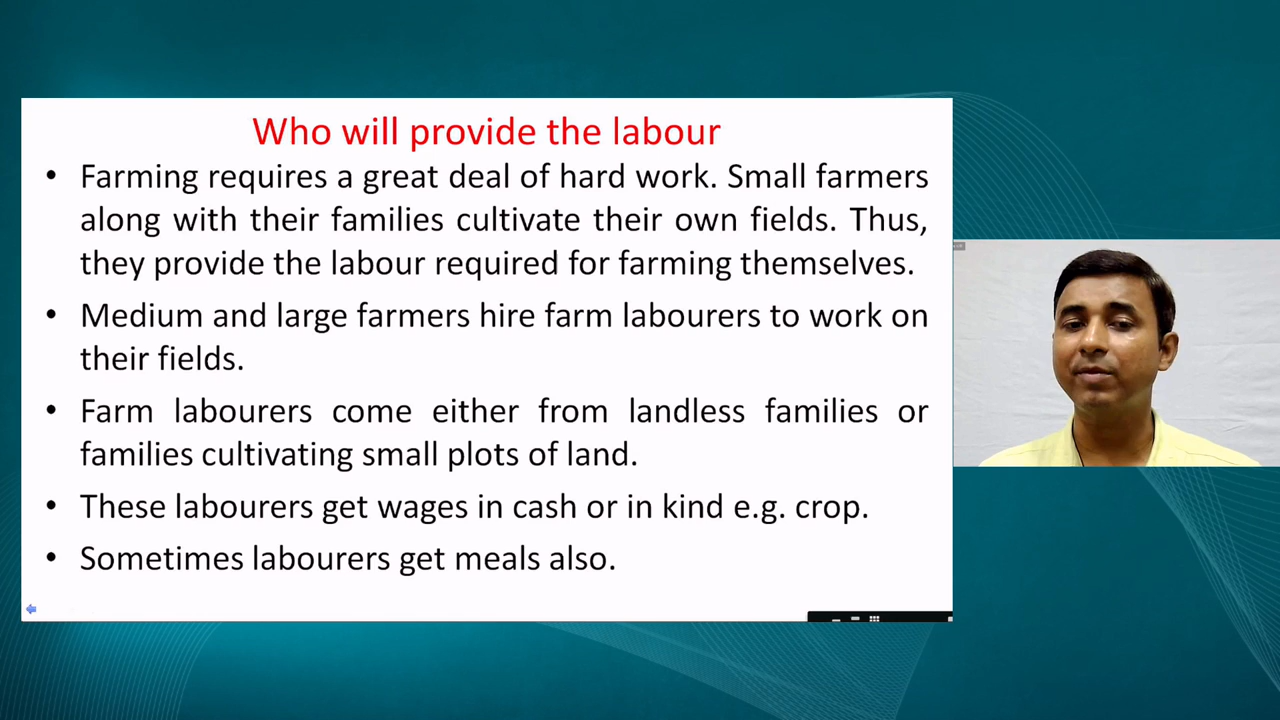 Who will provide the labour
• Farming requires a great deal of hard work. Small farmers
along with their families cultivate their own fields. Thus,
they provide the labour required for farming themselves.
• Medium and large farmers hire farm labourers to work on
their fields.
• Farm labourers come either from landless families or
families cultivating small plots of land.
• These labourers get wages in cash or in kind e.g. crop.
• Sometimes labourers get meals also.